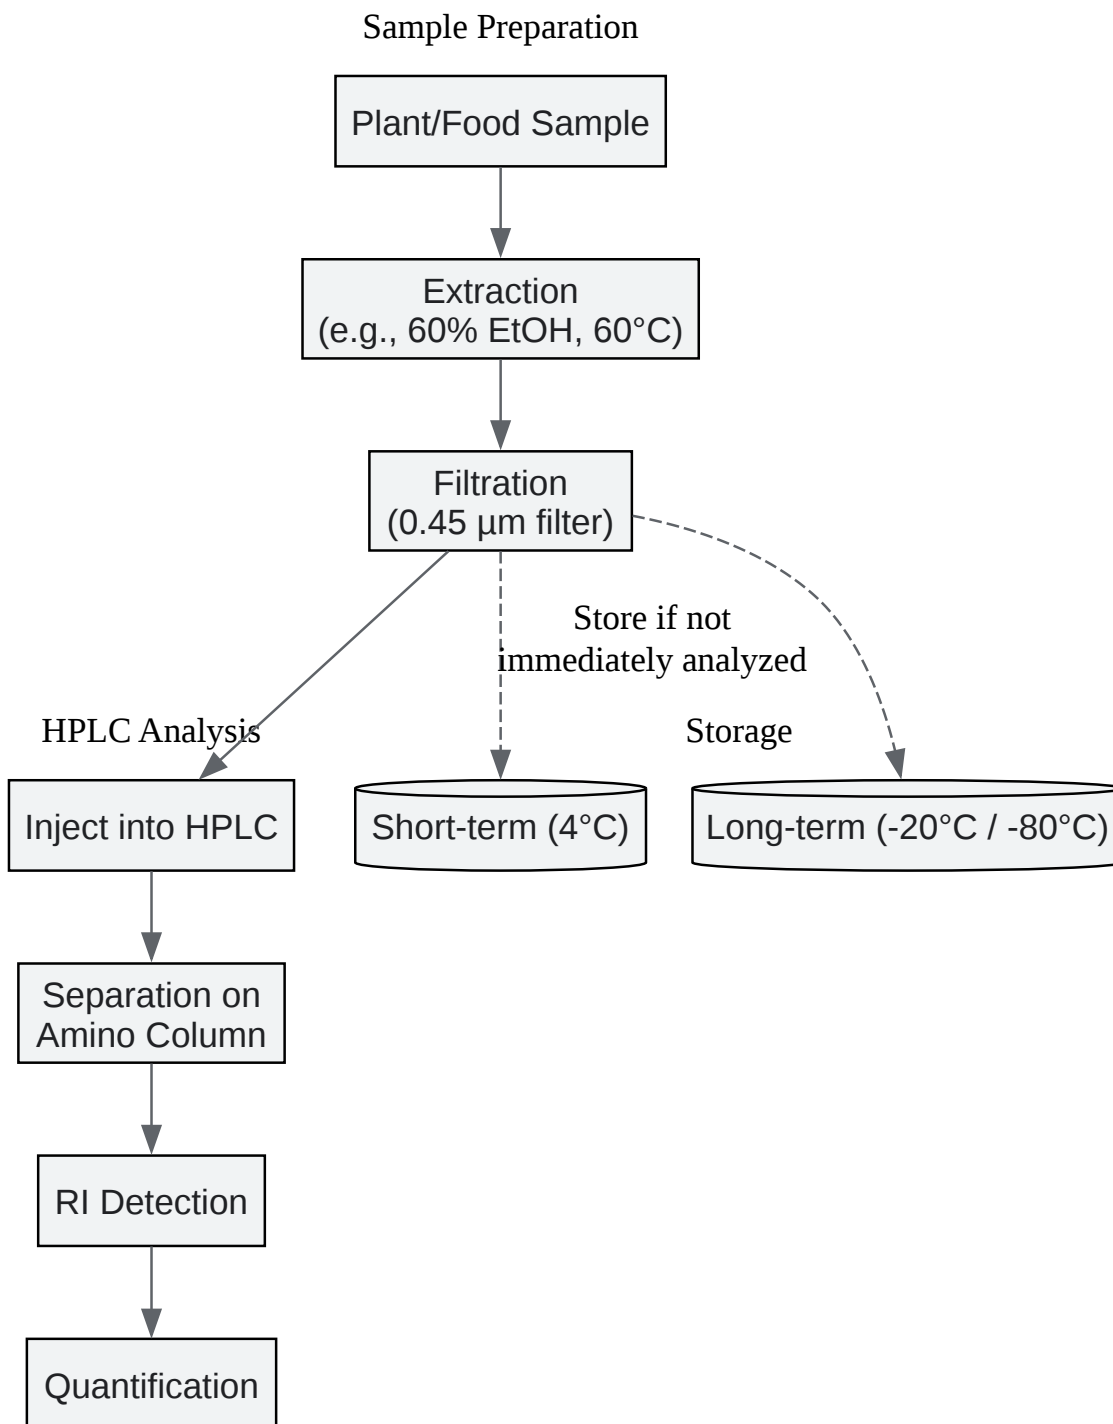 Sample Preparation
Plant/Food Sample
Extraction
(e.g., 60% EtOH, 60°C)
Filtration
(0.45 µm filter)
Store if not
immediately analyzed
HPLC Analysis
Storage
Inject into HPLC
Short-term (4°C)
Long-term (-20°C / -80°C)
Separation on
Amino Column
RI Detection
Quantification